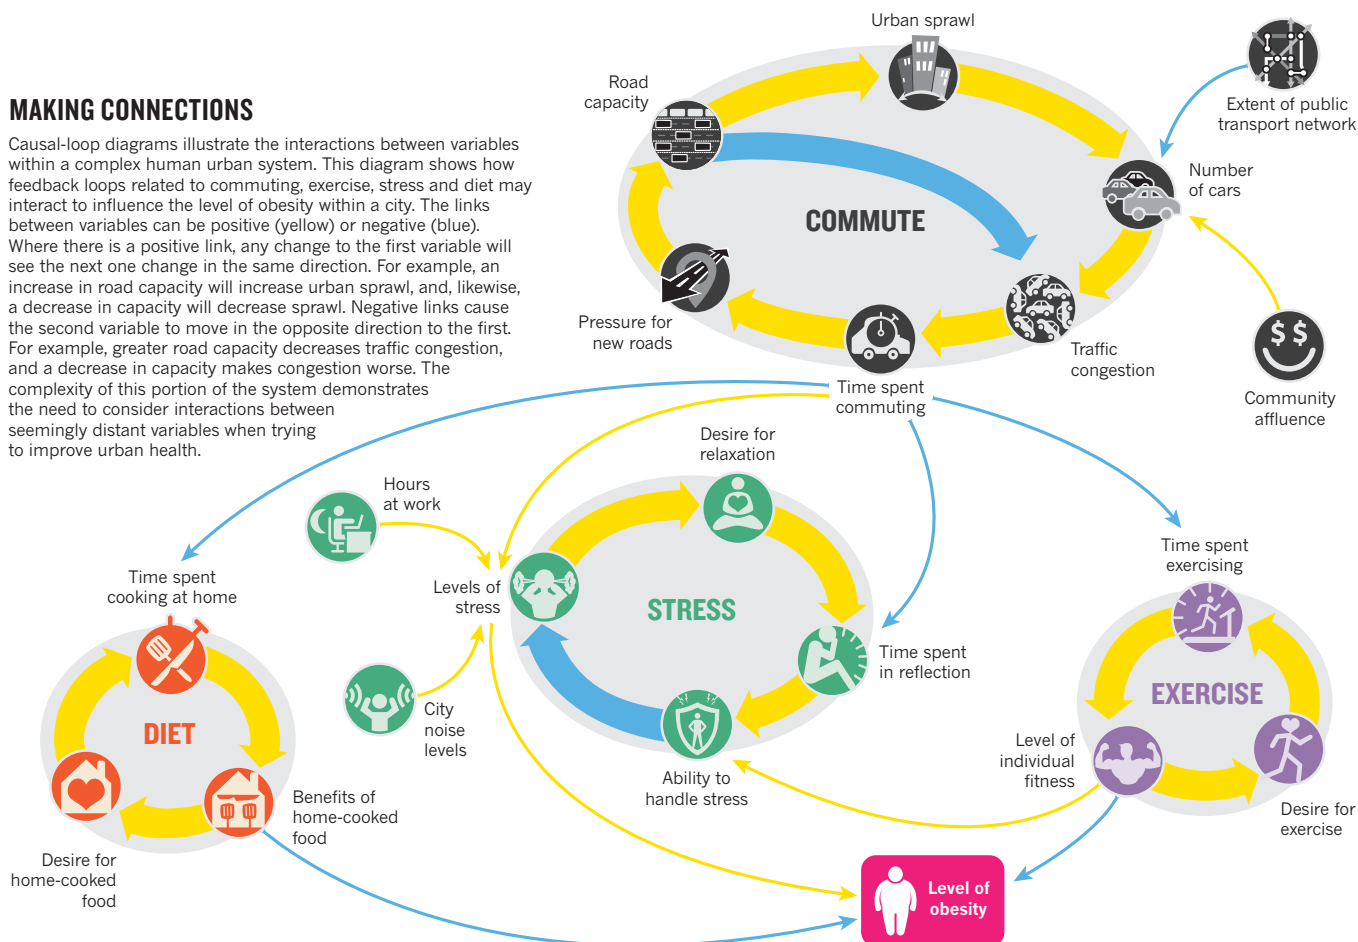 MAKING CONNECTIONS
Causal-loop diagrams illustrate the interactions between variables
within a complex human urban system. This diagram shows how
feedback loops related to commuting, exercise, stress and diet may
interact to influence the level of obesity within a city. The links
between variables can be positive (yellow) or negative (blue).
Where there is a positive link, any change to the first variable will
see the next one change in the same direction. For example, an
increase in road capacity will increase urban sprawl, and, likewise,
a decrease in capacity will decrease sprawl. Negative links cause
the second variable to move in the opposite direction to the first.
For example, greater road capacity decreases traffic congestion,
and a decrease in capacity makes congestion worse. The
complexity of this portion of the system demonstrates
the need to consider interactions between
seemingly distant variables when trying
to improve urban health.
Urban sprawl
Road
capacity
Extent of public
transport network
Number
of cars
COMMUTE
Pressure for
new roads
Traffic
congestion
$ $
Community
affluence
Time spent
commuting
Desire for
relaxation
Hours
at work
Levels of
stress
STRESS
Time spent
in reflection
City
noise
levels
Ability to
handle stress
Time spent
cooking at home
DIET
Benefits of
home-cooked
food
Desire for
home-cooked
food
Time spent
exercising
EXERCISE
Level of
individual
fitness
Desire for
exercise
Level of
obesity